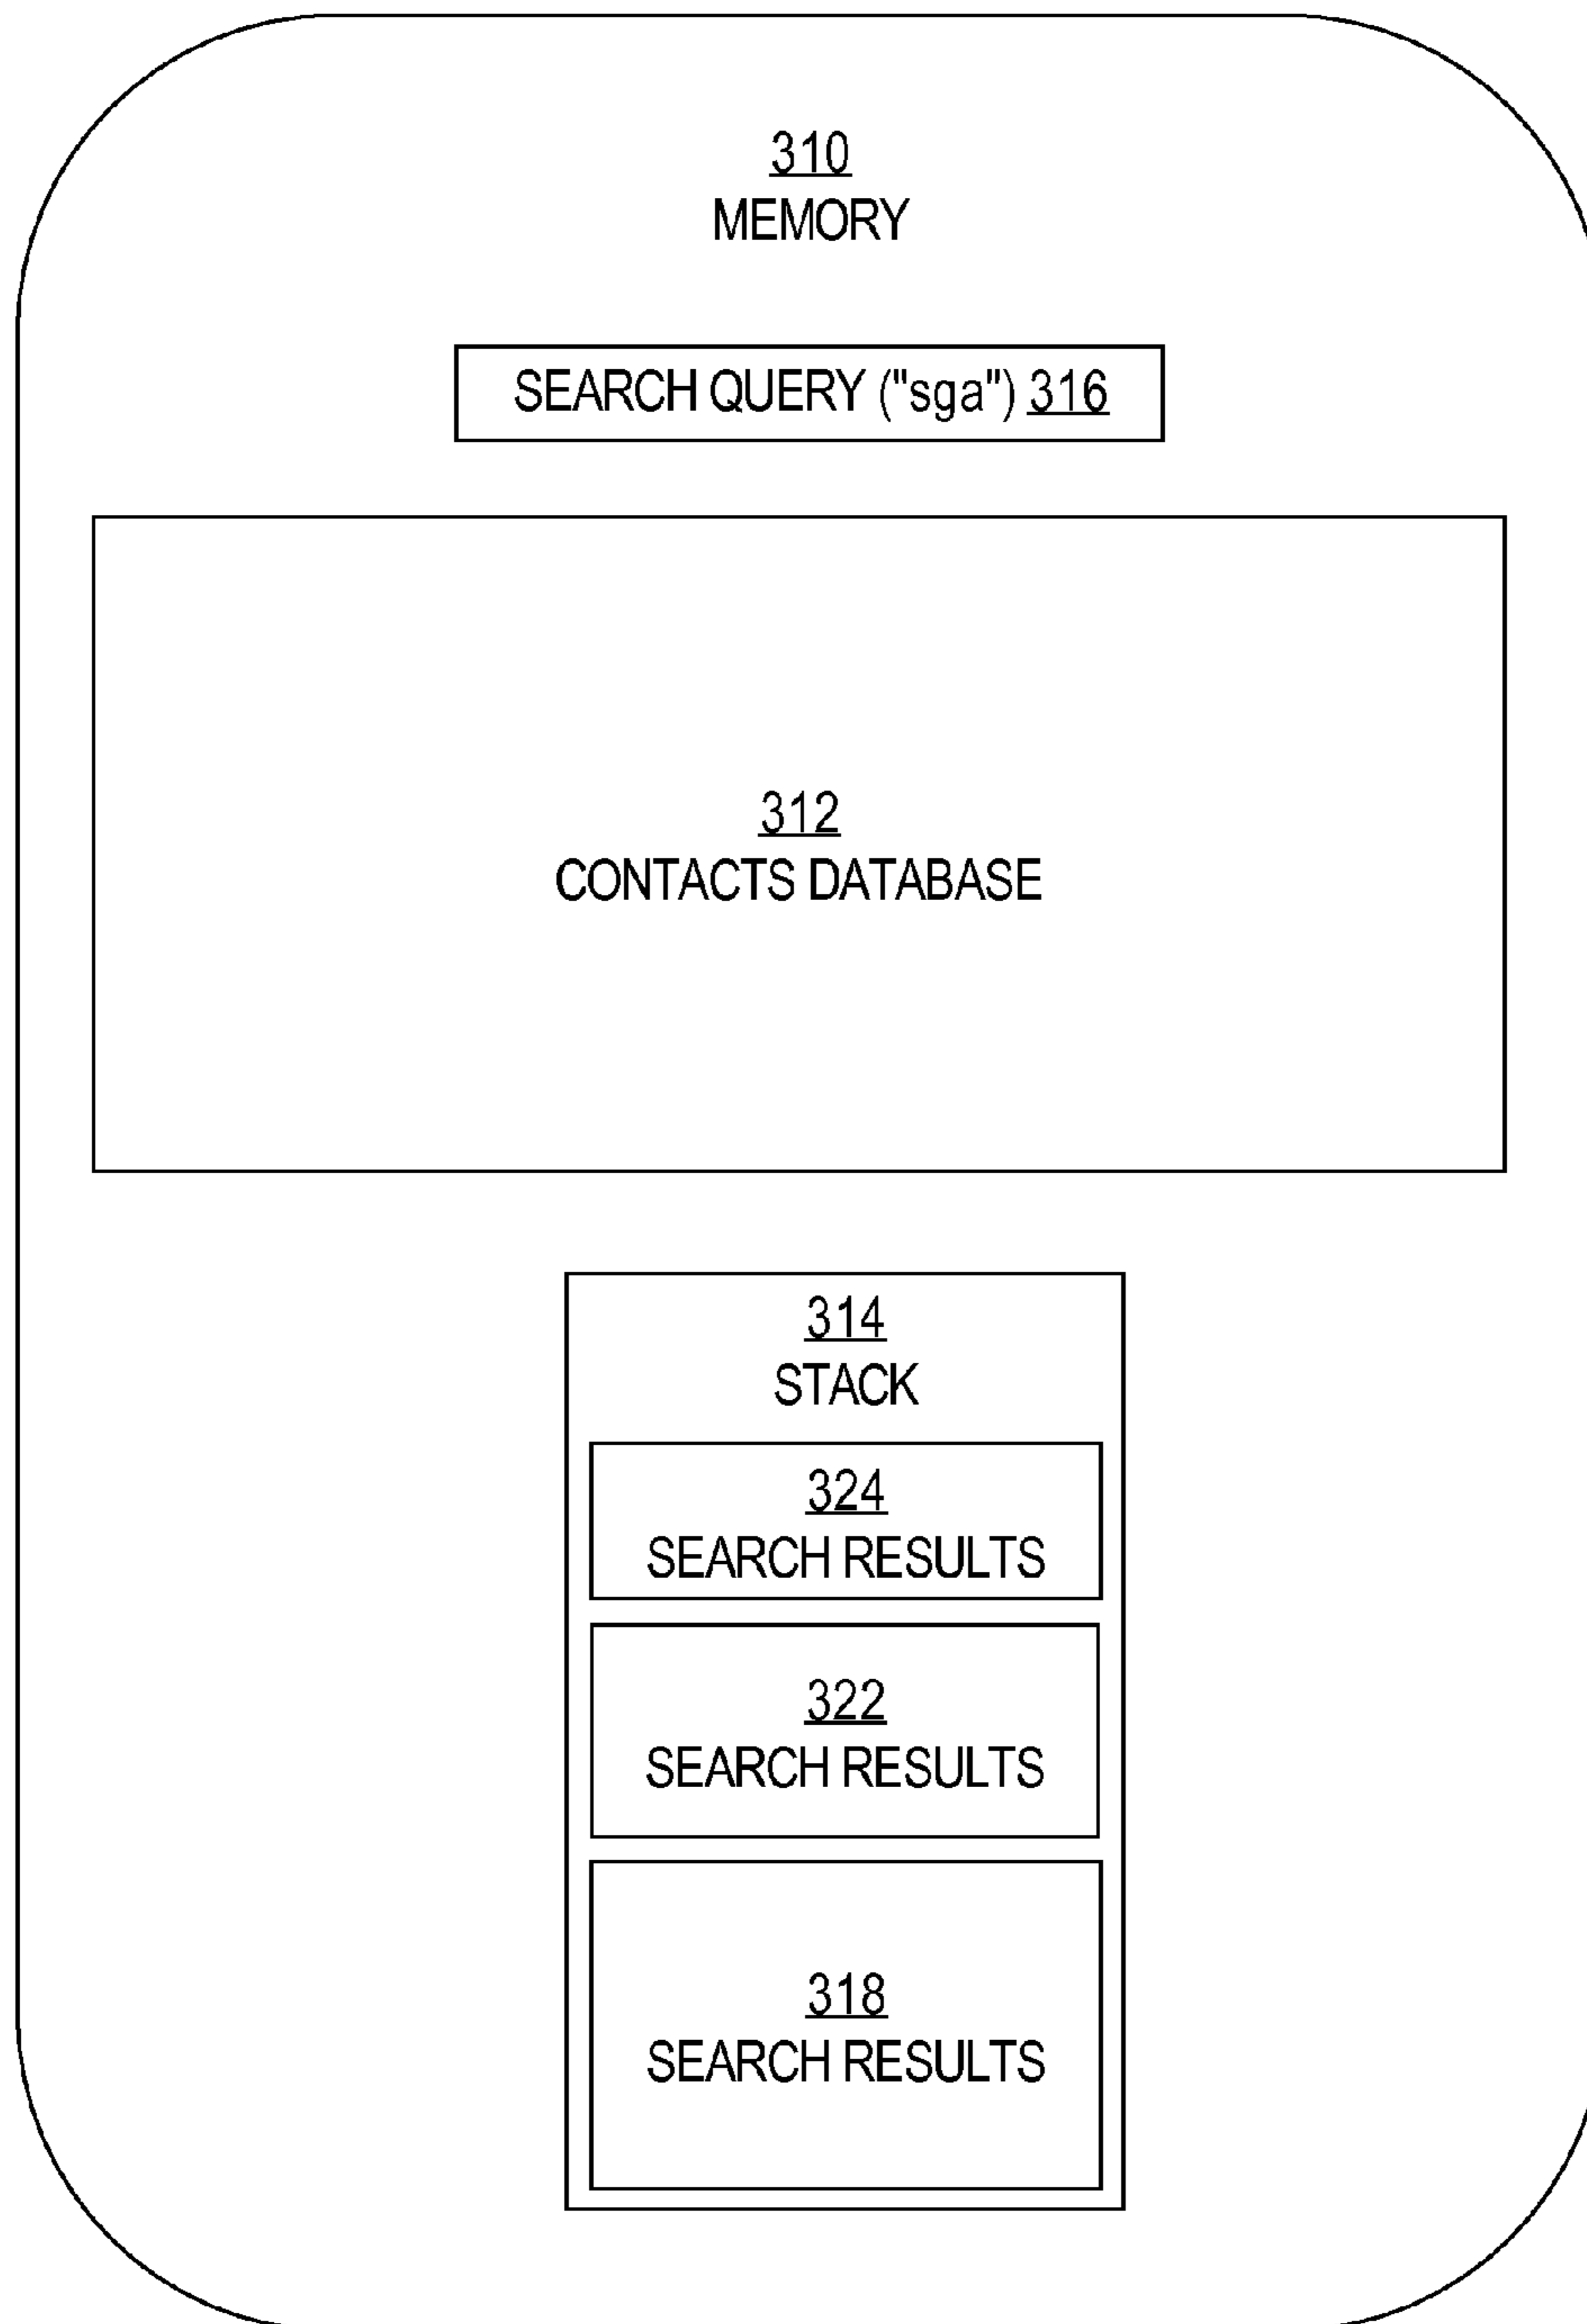 310
MEMORY
SEARCH QUERY ("sga") 316
312
CONTACTS DATABASE
314
STACK
324
SEARCH RESULTS
322
SEARCH RESULTS
318
SEARCH RESULTS